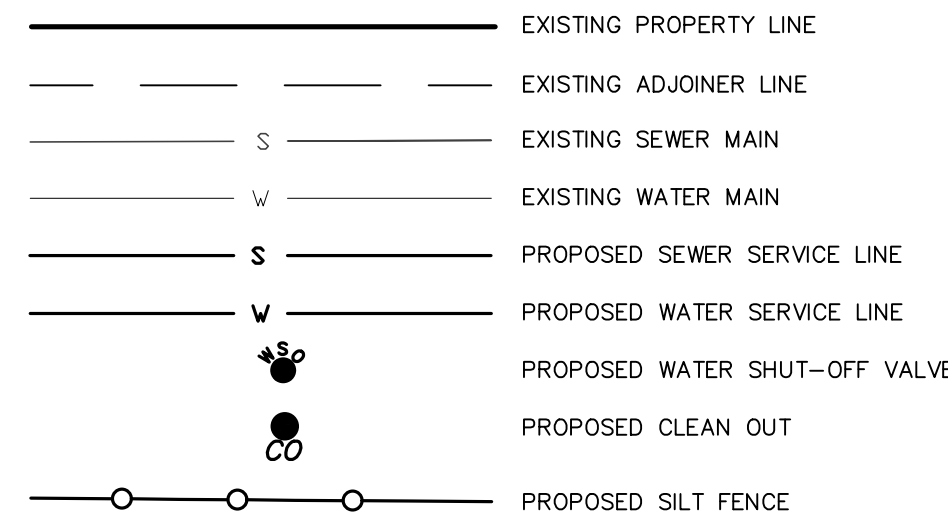 EXISTING PROPERTY LINE
EXISTING ADJOINER LINE
S EXISTING SEWER MAIN
W EXISTING WATER MAIN
S PROPOSED SEWER SERVICE LINE
W PROPOSED WATER SERVICE LINE
WSO PROPOSED WATER SHUT-OFF VALVE
CO PROPOSED CLEAN OUT
PROPOSED SILT FENCE